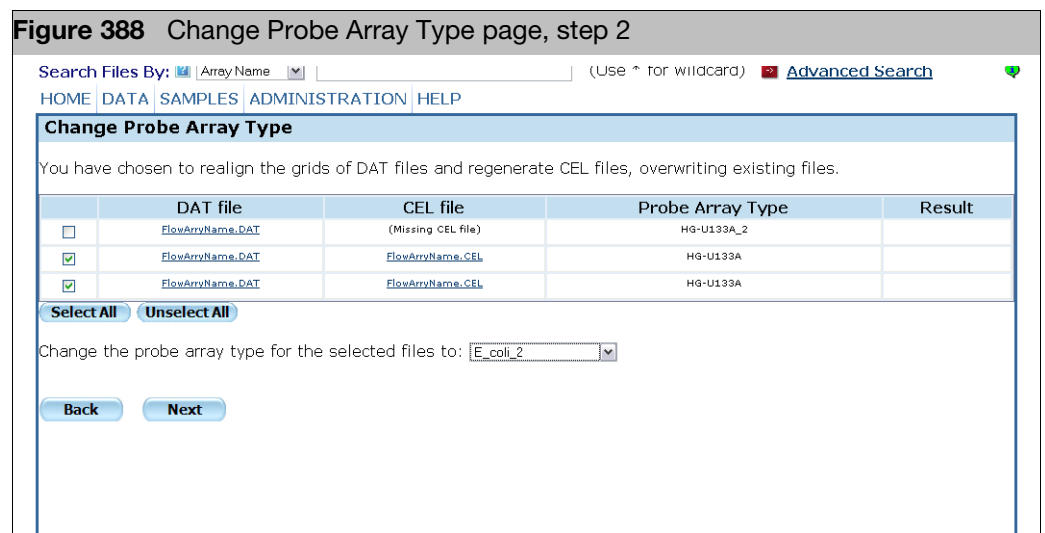 Figure 388 Change Probe Array Type page, step 2
Search Files By: Array Name (Use * for wildcard) Advanced Search
HOME DATA SAMPLES ADMINISTRATION HELP
Change Probe Array Type
You have chosen to realign the grids of DAT files and regenerate CEL files, overwriting existing files.
DAT file CEL file Probe Array Type Result
FlowArryName.DAT (Missing CEL file) HG-U133A_2
FlowArryName.DAT FlowArryName.CEL HG-U133A
FlowArryName.DAT FlowArryName.CEL HG-U133A
Select All Unselect All
Change the probe array type for the selected files to: E_coli_2
Back Next